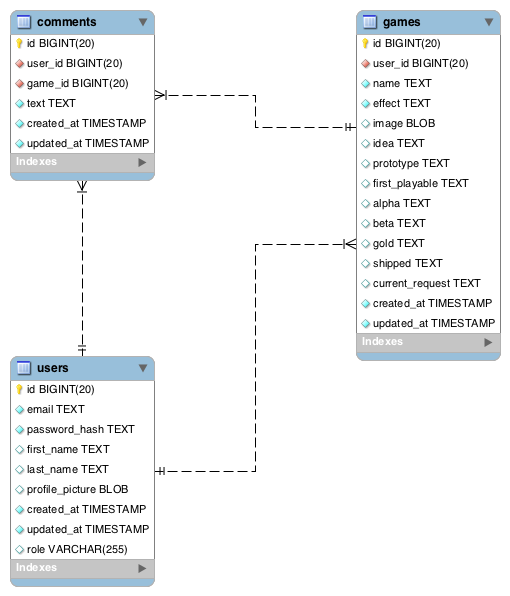 comments
id BIGINT(20)
user_id BIGINT(20)
game_id BIGINT(20)
text TEXT
created_at TIMESTAMP
updated_at TIMESTAMP
Indexes
games
id BIGINT(20)
user_id BIGINT(20)
name TEXT
effect TEXT
image BLOB
idea TEXT
prototype TEXT
first_playable TEXT
alpha TEXT
beta TEXT
gold TEXT
shipped TEXT
current_request TEXT
created_at TIMESTAMP
updated_at TIMESTAMP
Indexes
users
id BIGINT(20)
email TEXT
password_hash TEXT
first_name TEXT
last_name TEXT
profile_picture BLOB
created_at TIMESTAMP
updated_at TIMESTAMP
role VARCHAR(255)
Indexes